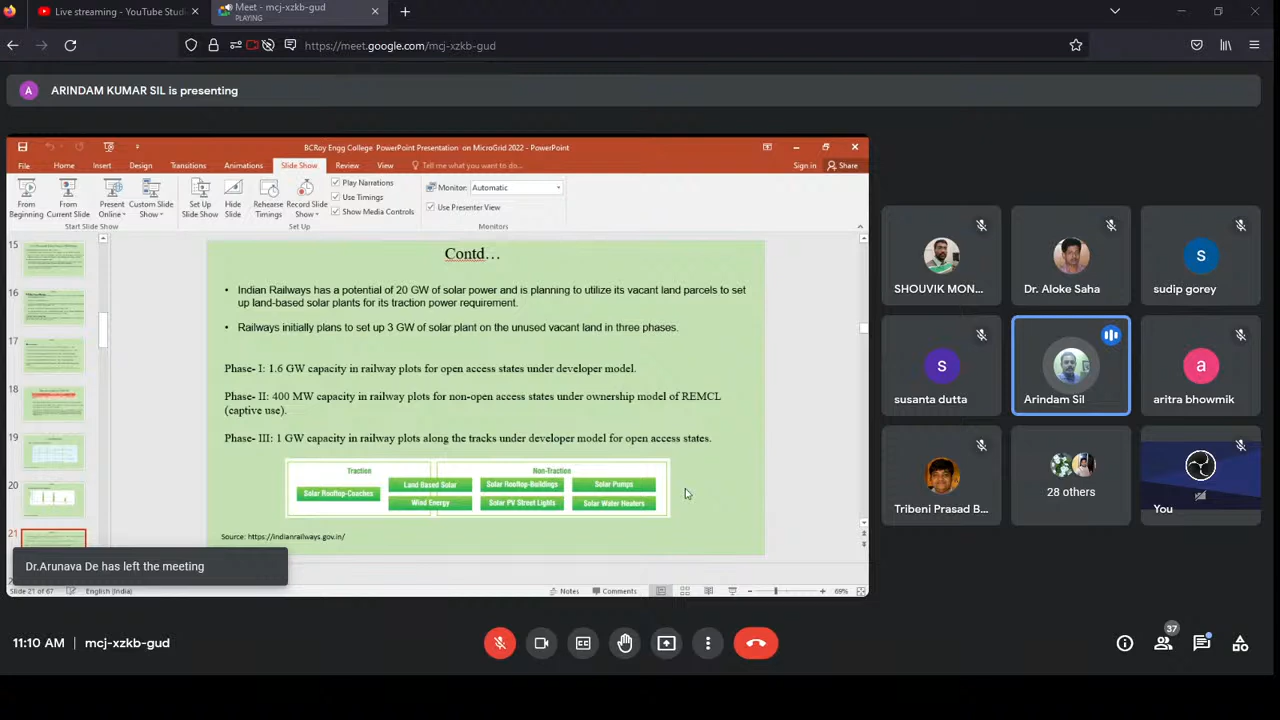 Live streaming - YouTube Stud
Meet - mcj-xzkb-gud
PLAYING
https://meet.google.com/mcj-xzkb-gud
A
ARINDAM KUMAR SIL is presenting
BCRoy Engg College PowerPoint Presentation on MicroGrid 2022 - PowerPoint
File Home Insert Design Transitions Animations Slide Show Review View Tell me what you want to do... Sign in Share
From Beginning
From Current Slide
Present Online
Custom Slide Show
Set Up Slide Show
Hide Slide
Rehearse Timings
Record Slide Show
Play Narrations
Use Timings
Show Media Controls
Monitor: Automatic
Use Presenter View
Start Slide Show
Set Up
Monitors
15
16
17
18
19
20
21
Contd…
• Indian Railways has a potential of 20 GW of solar power and is planning to utilize its vacant land parcels to set
up land-based solar plants for its traction power requirement.
• Railways initially plans to set up 3 GW of solar plant on the unused vacant land in three phases.
Phase- I: 1.6 GW capacity in railway plots for open access states under developer model.
Phase- II: 400 MW capacity in railway plots for non-open access states under ownership model of REMCL
(captive use).
Phase- III: 1 GW capacity in railway plots along the tracks under developer model for open access states.
Traction
Non-Traction
Solar Rooftop-Coaches
Land Based Solar
Wind Energy
Solar Rooftop-Buildings
Solar PV Street Lights
Solar Pumps
Solar Water Heaters
Source: https://indianrailways.gov.in/
Dr.Arunava De has left the meeting
Slide 21 of 67
English (India)
Notes
Comments
69%
SHOUVIK MON...
Dr. Aloke Saha
s
sudip gorey
s
susanta dutta
Arindam Sil
a
aritra bhowmik
Tribeni Prasad B...
28 others
You
11:10 AM | mcj-xzkb-gud
37